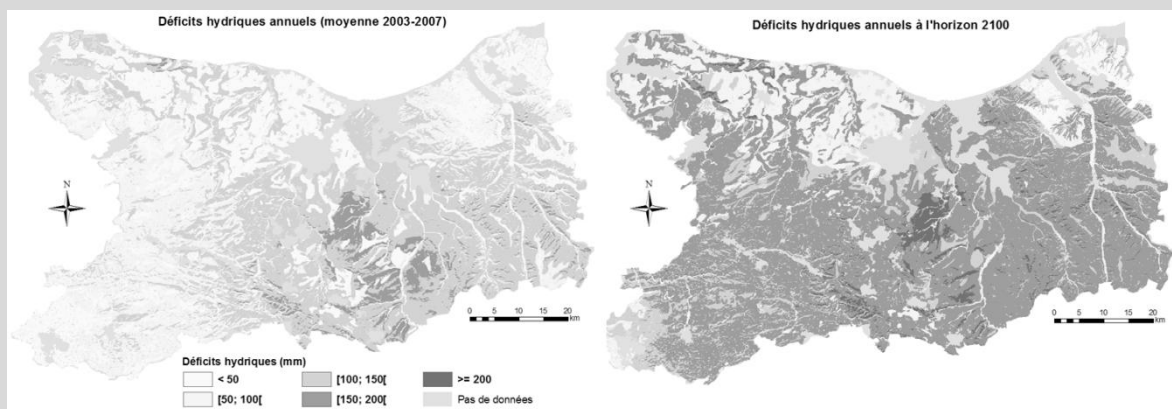 Déficits hydriques annuels (moyenne 2003-2007)
N
0 5 10 15 20
km
Déficits hydriques (mm)
< 50
[50; 100[
[100; 150[
[150; 200[
>= 200
Pas de données
Déficits hydriques annuels à l'horizon 2100
N
0 5 10 15 20
km